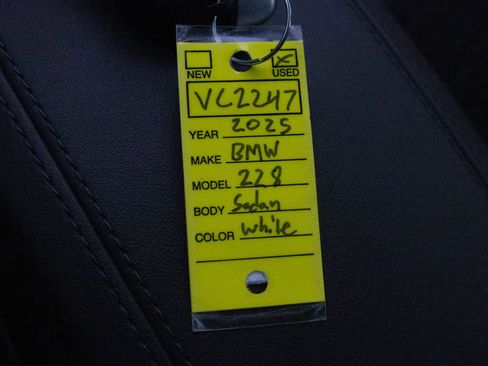 NEW USED
VC2247
YEAR 2025
MAKE BMW
MODEL 228
BODY Sedan
COLOR White